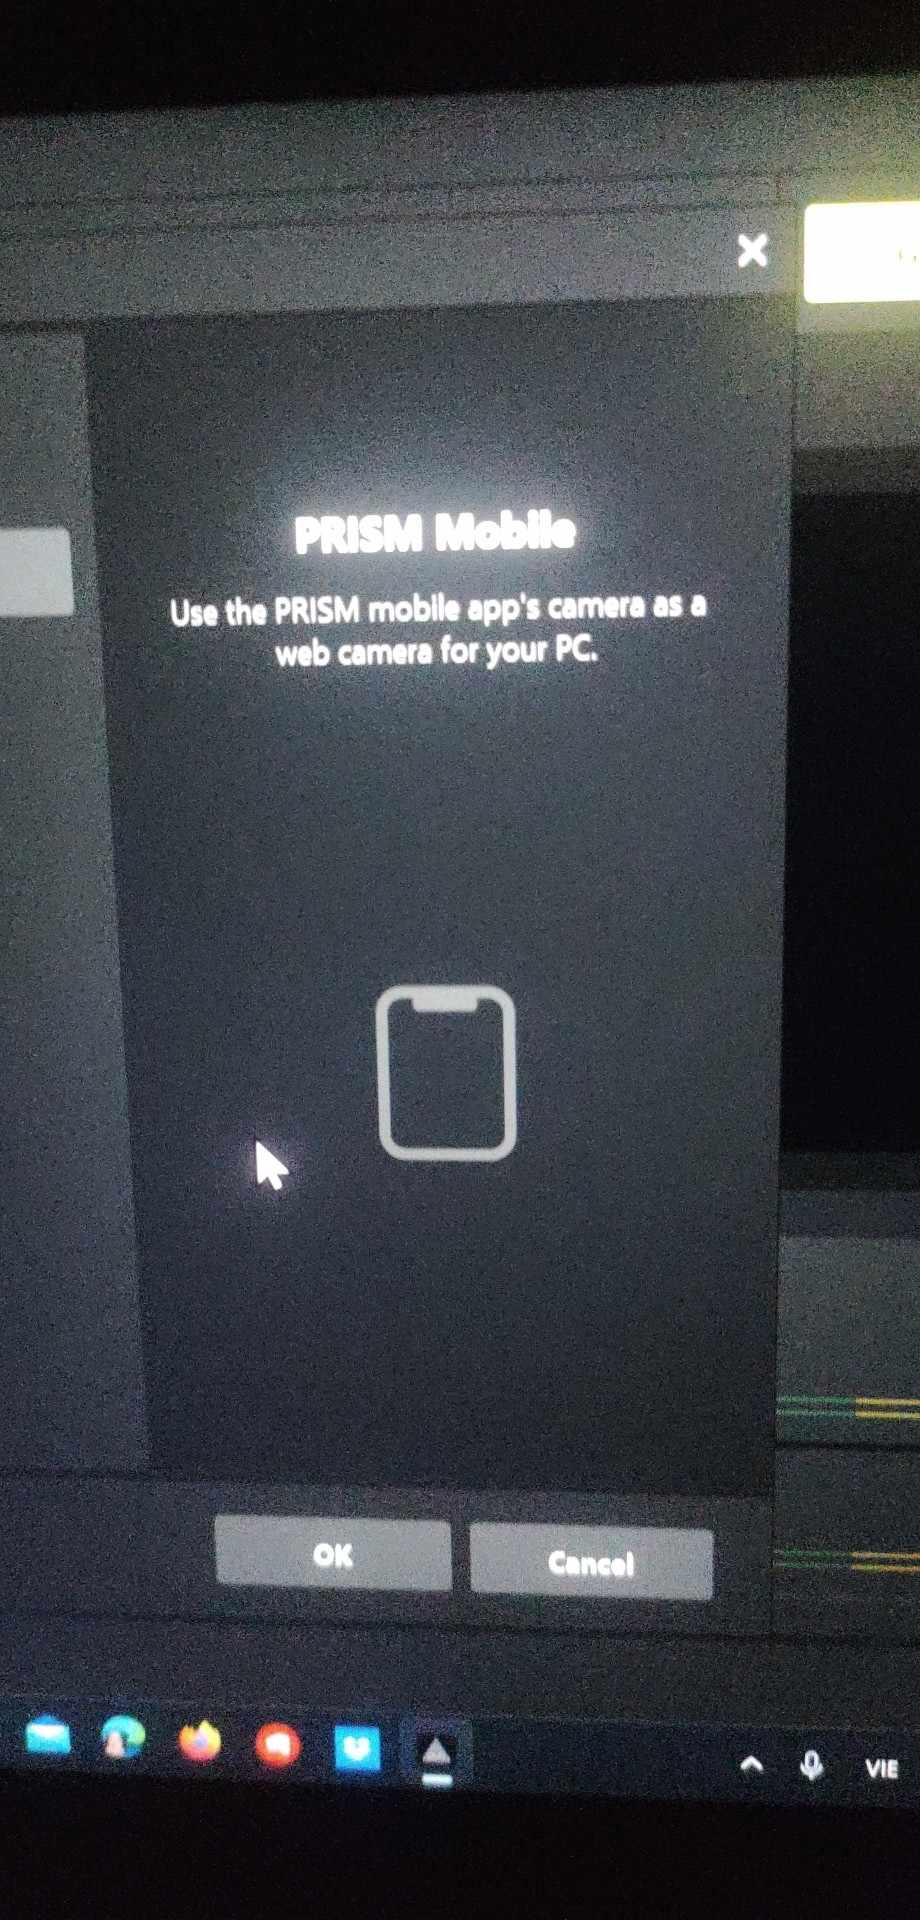 PRISM Mobile
Use the PRISM mobile app's camera as a
web camera for your PC.
OK
Cancel
VIE